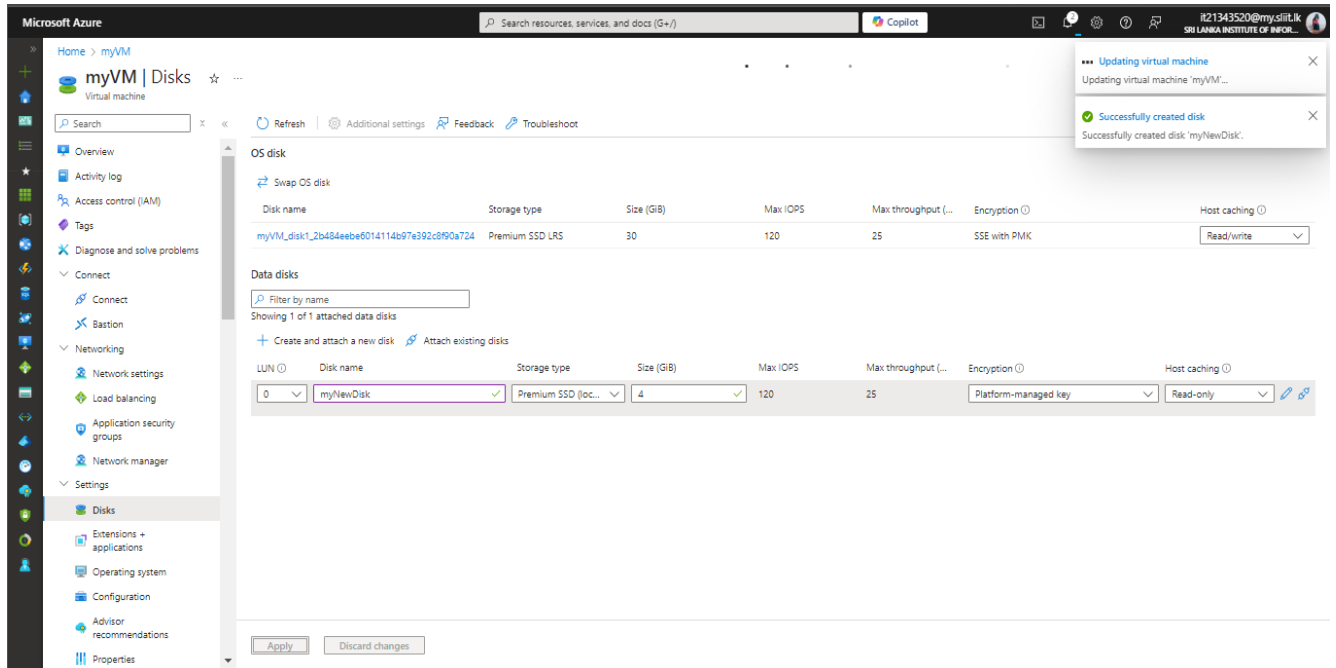 Microsoft Azure
Search resources, services, and docs (G+/)
Copilot
2
it21343520@my.sliit.lk
SRI LANKA INSTITUTE OF INFOR...
Home > myVM
myVM | Disks
Virtual machine
Updating virtual machine
Updating virtual machine 'myVM'...
Successfully created disk
Successfully created disk 'myNewDisk'.
Search
Overview
Activity log
Access control (IAM)
Tags
Diagnose and solve problems
Connect
Connect
Bastion
Networking
Network settings
Load balancing
Application security
groups
Network manager
Settings
Disks
Extensions +
applications
Operating system
Configuration
Advisor
recommendations
Properties
Refresh Additional settings Feedback Troubleshoot
OS disk
Swap OS disk
Disk name Storage type Size (GiB) Max IOPS Max throughput (... Encryption Host caching
myVM_disk1_2b484eebe6014114b97e392c8f90a724 Premium SSD LRS 30 120 25 SSE with PMK Read/write
Data disks
Filter by name
Showing 1 of 1 attached data disks
Create and attach a new disk Attach existing disks
LUN Disk name Storage type Size (GiB) Max IOPS Max throughput (... Encryption Host caching
0 myNewDisk Premium SSD (loc... 4 120 25 Platform-managed key Read-only
Apply Discard changes